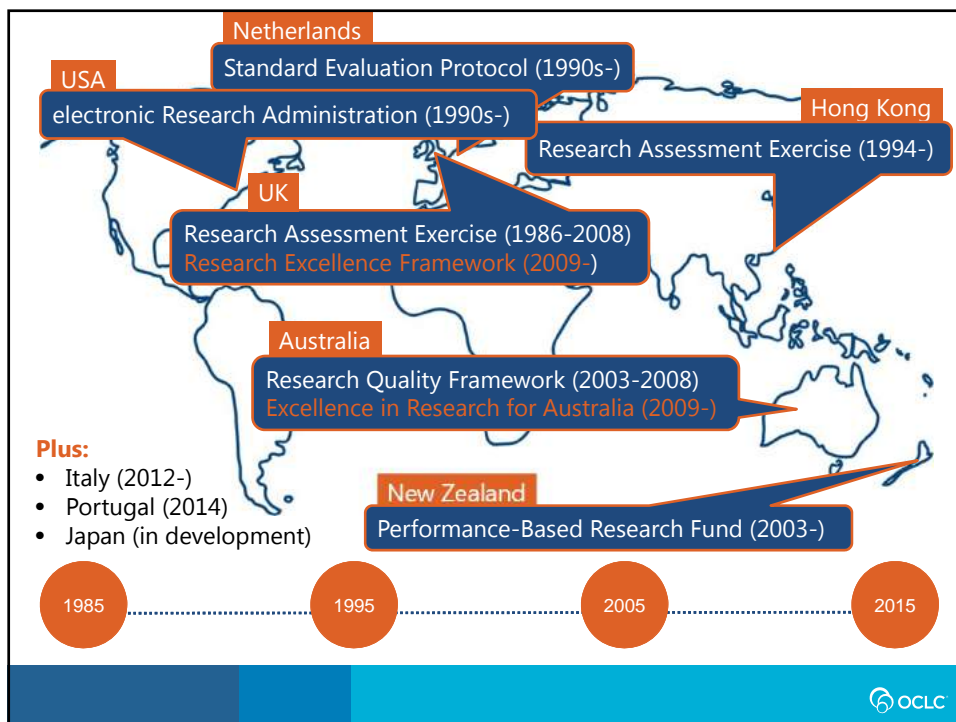 Netherlands
Standard Evaluation Protocol (1990s-)
USA
electronic Research Administration (1990s-)
Hong Kong
Research Assessment Exercise (1994-)
UK
Research Assessment Exercise (1986-2008)
Research Excellence Framework (2009-)
Australia
Research Quality Framework (2003-2008)
Excellence in Research for Australia (2009-)
Plus:
• Italy (2012-)
• Portugal (2014)
• Japan (in development)
New Zealand
Performance-Based Research Fund (2003-)
1985
1995
2005
2015
OCLC